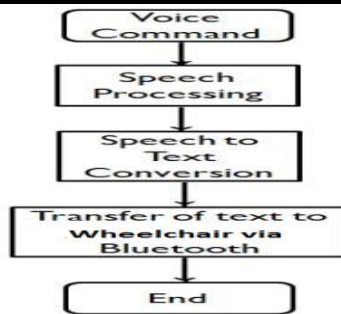 Voice
Command
Speech
Processing
Speech to
Text
Conversion
Transfer of text to
Wheelchair via
Bluetooth
End